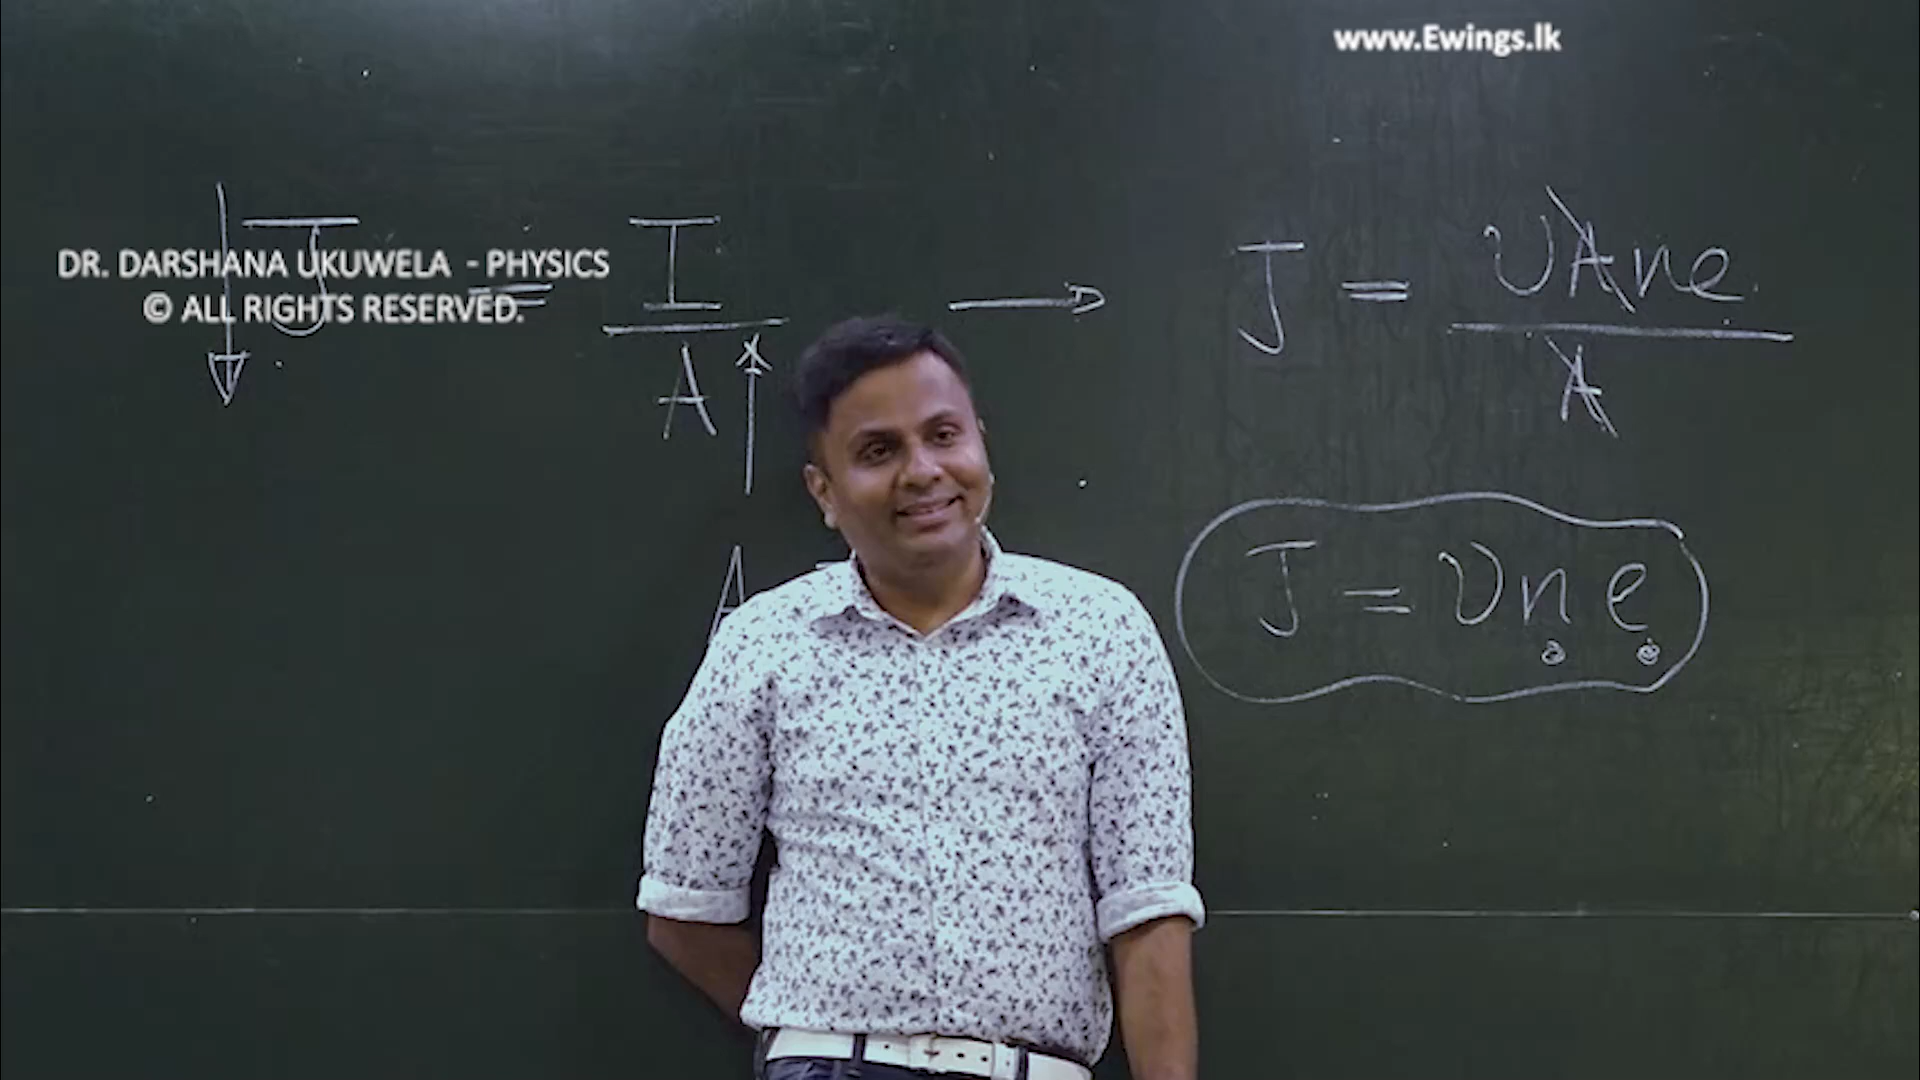 www.Ewings.lk
DR. DARSHANA UKUWELA - PHYSICS
© ALL RIGHTS RESERVED.
J = I / A → J = vAne / A
A
J = vne